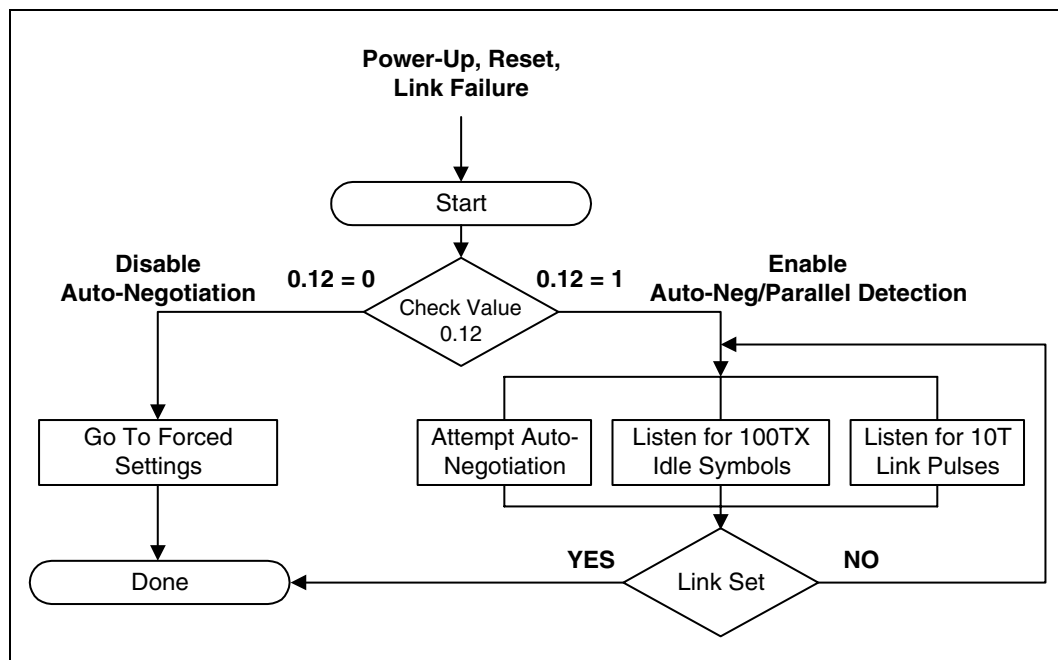 Power-Up, Reset,
Link Failure
Start
Disable
Auto-Negotiation
0.12 = 0
Check Value
0.12
0.12 = 1
Enable
Auto-Neg/Parallel Detection
Go To Forced
Settings
Attempt Auto-
Negotiation
Listen for 100TX
Idle Symbols
Listen for 10T
Link Pulses
Done
YES
Link Set
NO